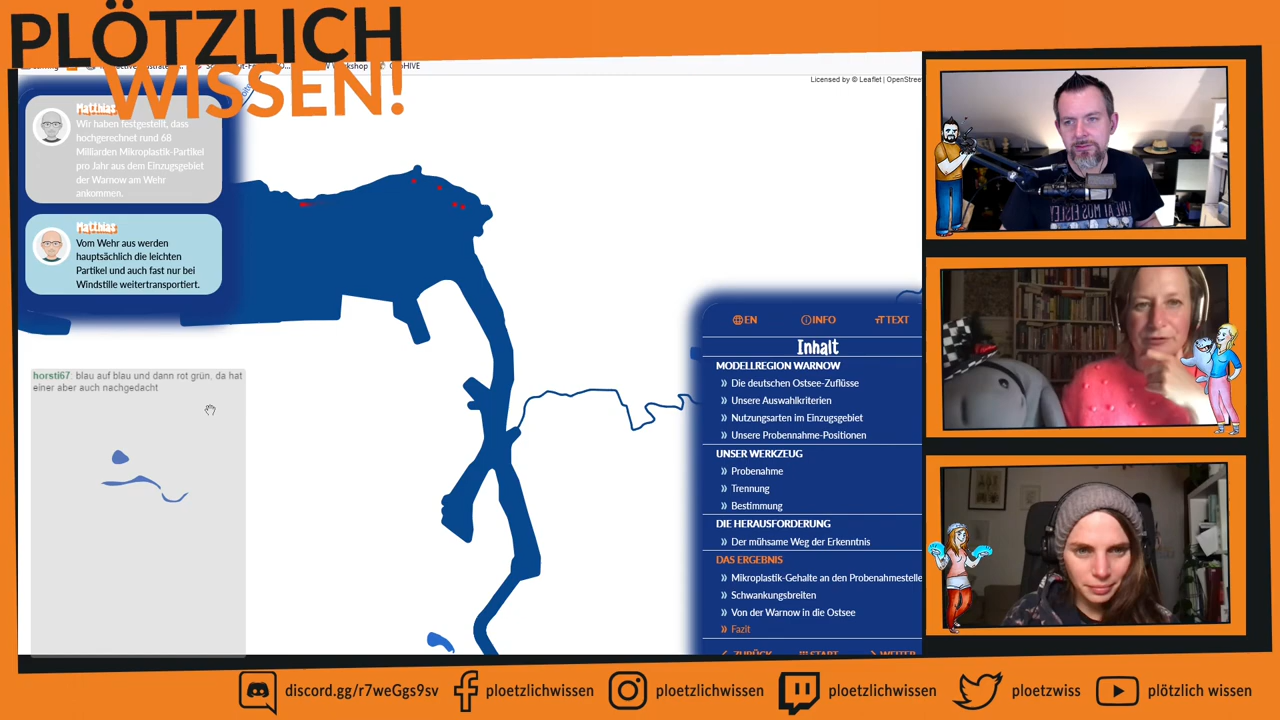 PLÖTZLICH
WISSEN!
Workshop
Licensed by © Leaflet | OpenStree
Matthias
Wir haben festgestellt, dass
hochgerechnet rund 68
Milliarden Mikroplastik-Partikel
pro Jahr aus dem Einzugsgebiet
der Warnow am Wehr
ankommen.
Matthias
Vom Wehr aus werden
hauptsächlich die leichten
Partikel und auch fast nur bei
Windstille weitertransportiert.
horsti67: blau auf blau und dann rot grün, da hat
einer aber auch nachgedacht
EN INFO TEXT
Inhalt
MODELLREGION WARNOW
» Die deutschen Ostsee-Zuflüsse
» Unsere Auswahlkriterien
» Nutzungsarten im Einzugsgebiet
» Unsere Probennahme-Positionen
UNSER WERKZEUG
» Probenahme
» Trennung
» Bestimmung
DIE HERAUSFORDERUNG
» Der mühsame Weg der Erkenntnis
DAS ERGEBNIS
» Mikroplastik-Gehalte an den Probenahmestelle
» Schwankungsbreiten
» Von der Warnow in die Ostsee
» Fazit
ZURÜCK START WEITER
discord.gg/r7weGgs9sv ploetzlichwissen ploetzlichwissen ploetzlichwissen ploetzwiss plötzlich wissen